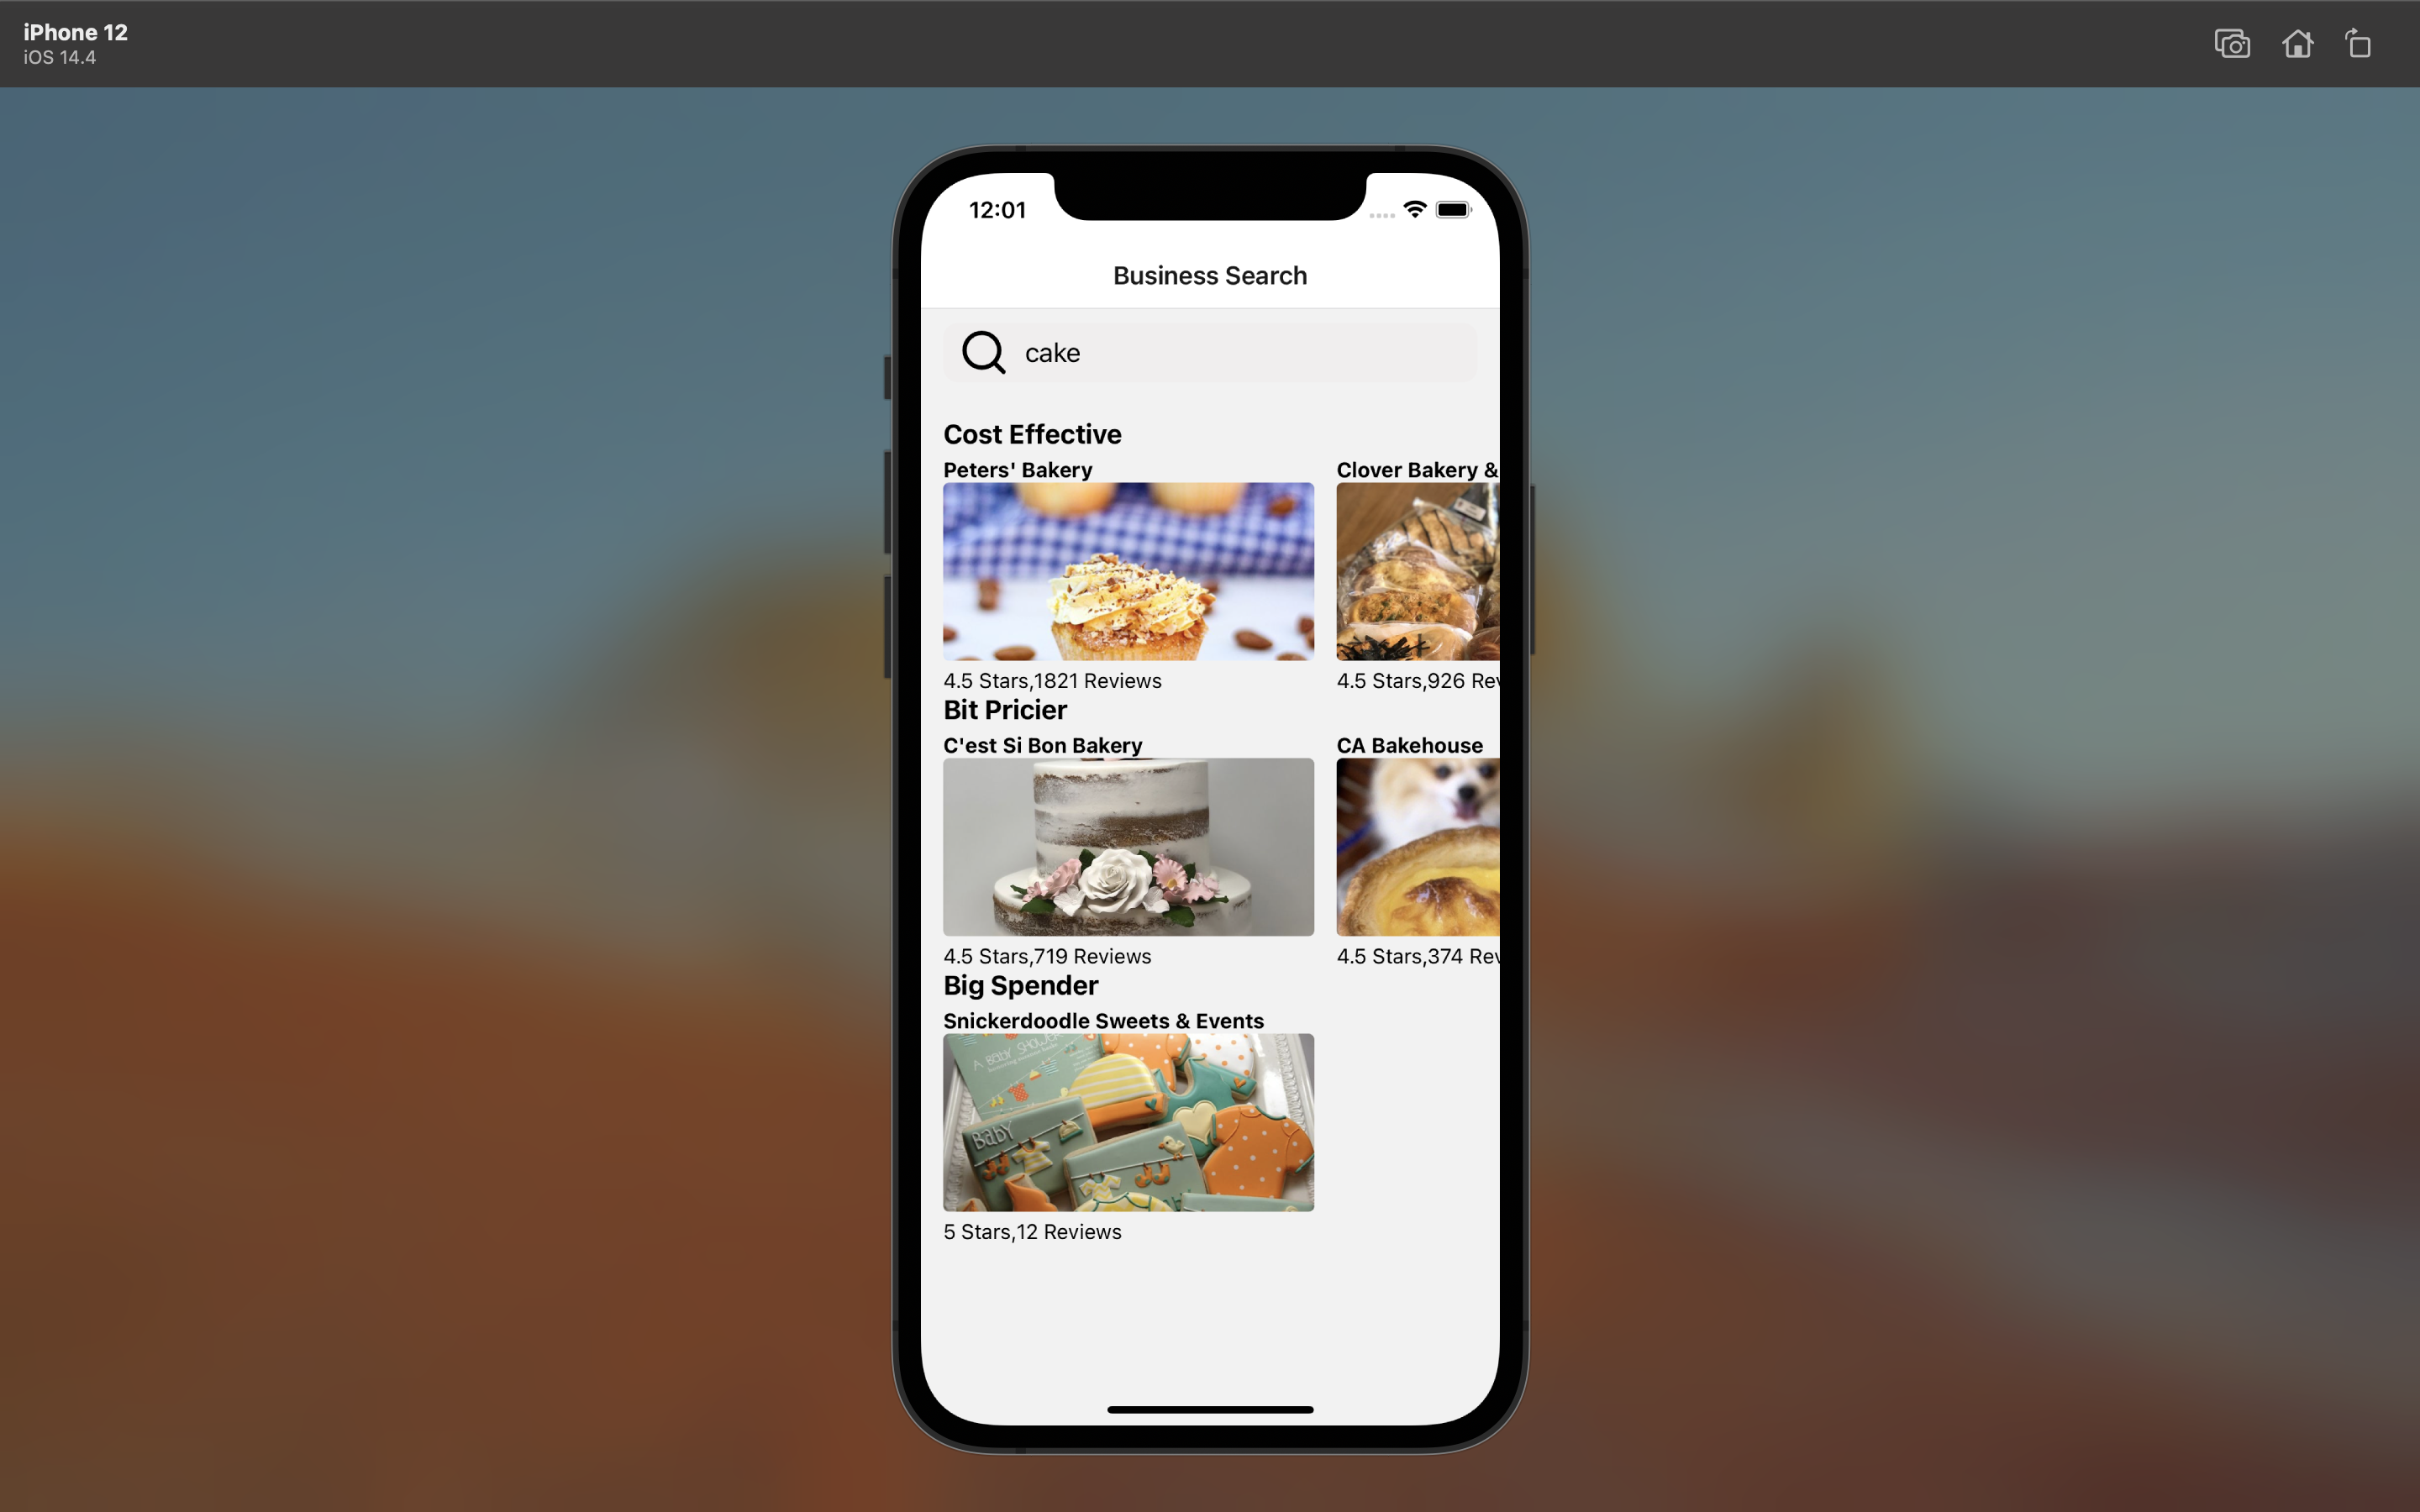 iPhone 12
iOS 14.4
12:01
Business Search
cake
Cost Effective
Peters' Bakery
Clover Bakery &
4.5 Stars,1821 Reviews
4.5 Stars,926 Rev
Bit Pricier
C'est Si Bon Bakery
CA Bakehouse
4.5 Stars,719 Reviews
4.5 Stars,374 Rev
Big Spender
Snickerdoodle Sweets & Events
A BABY SHOWER
BABY
5 Stars,12 Reviews